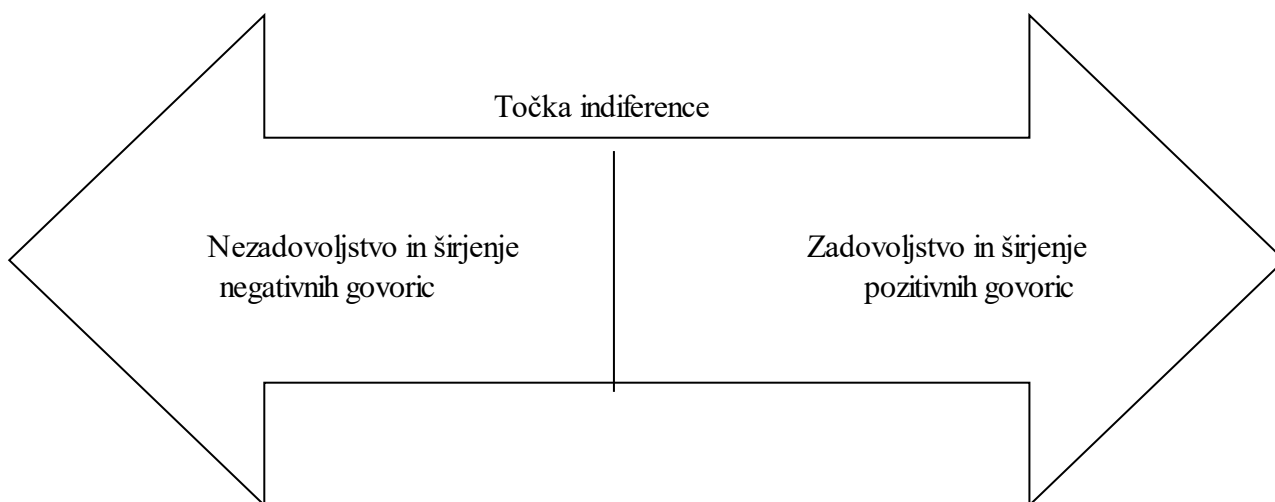 Točka indiference
Nezadovoljstvo in širjenje
negativnih govoric
Zadovoljstvo in širjenje
pozitivnih govoric